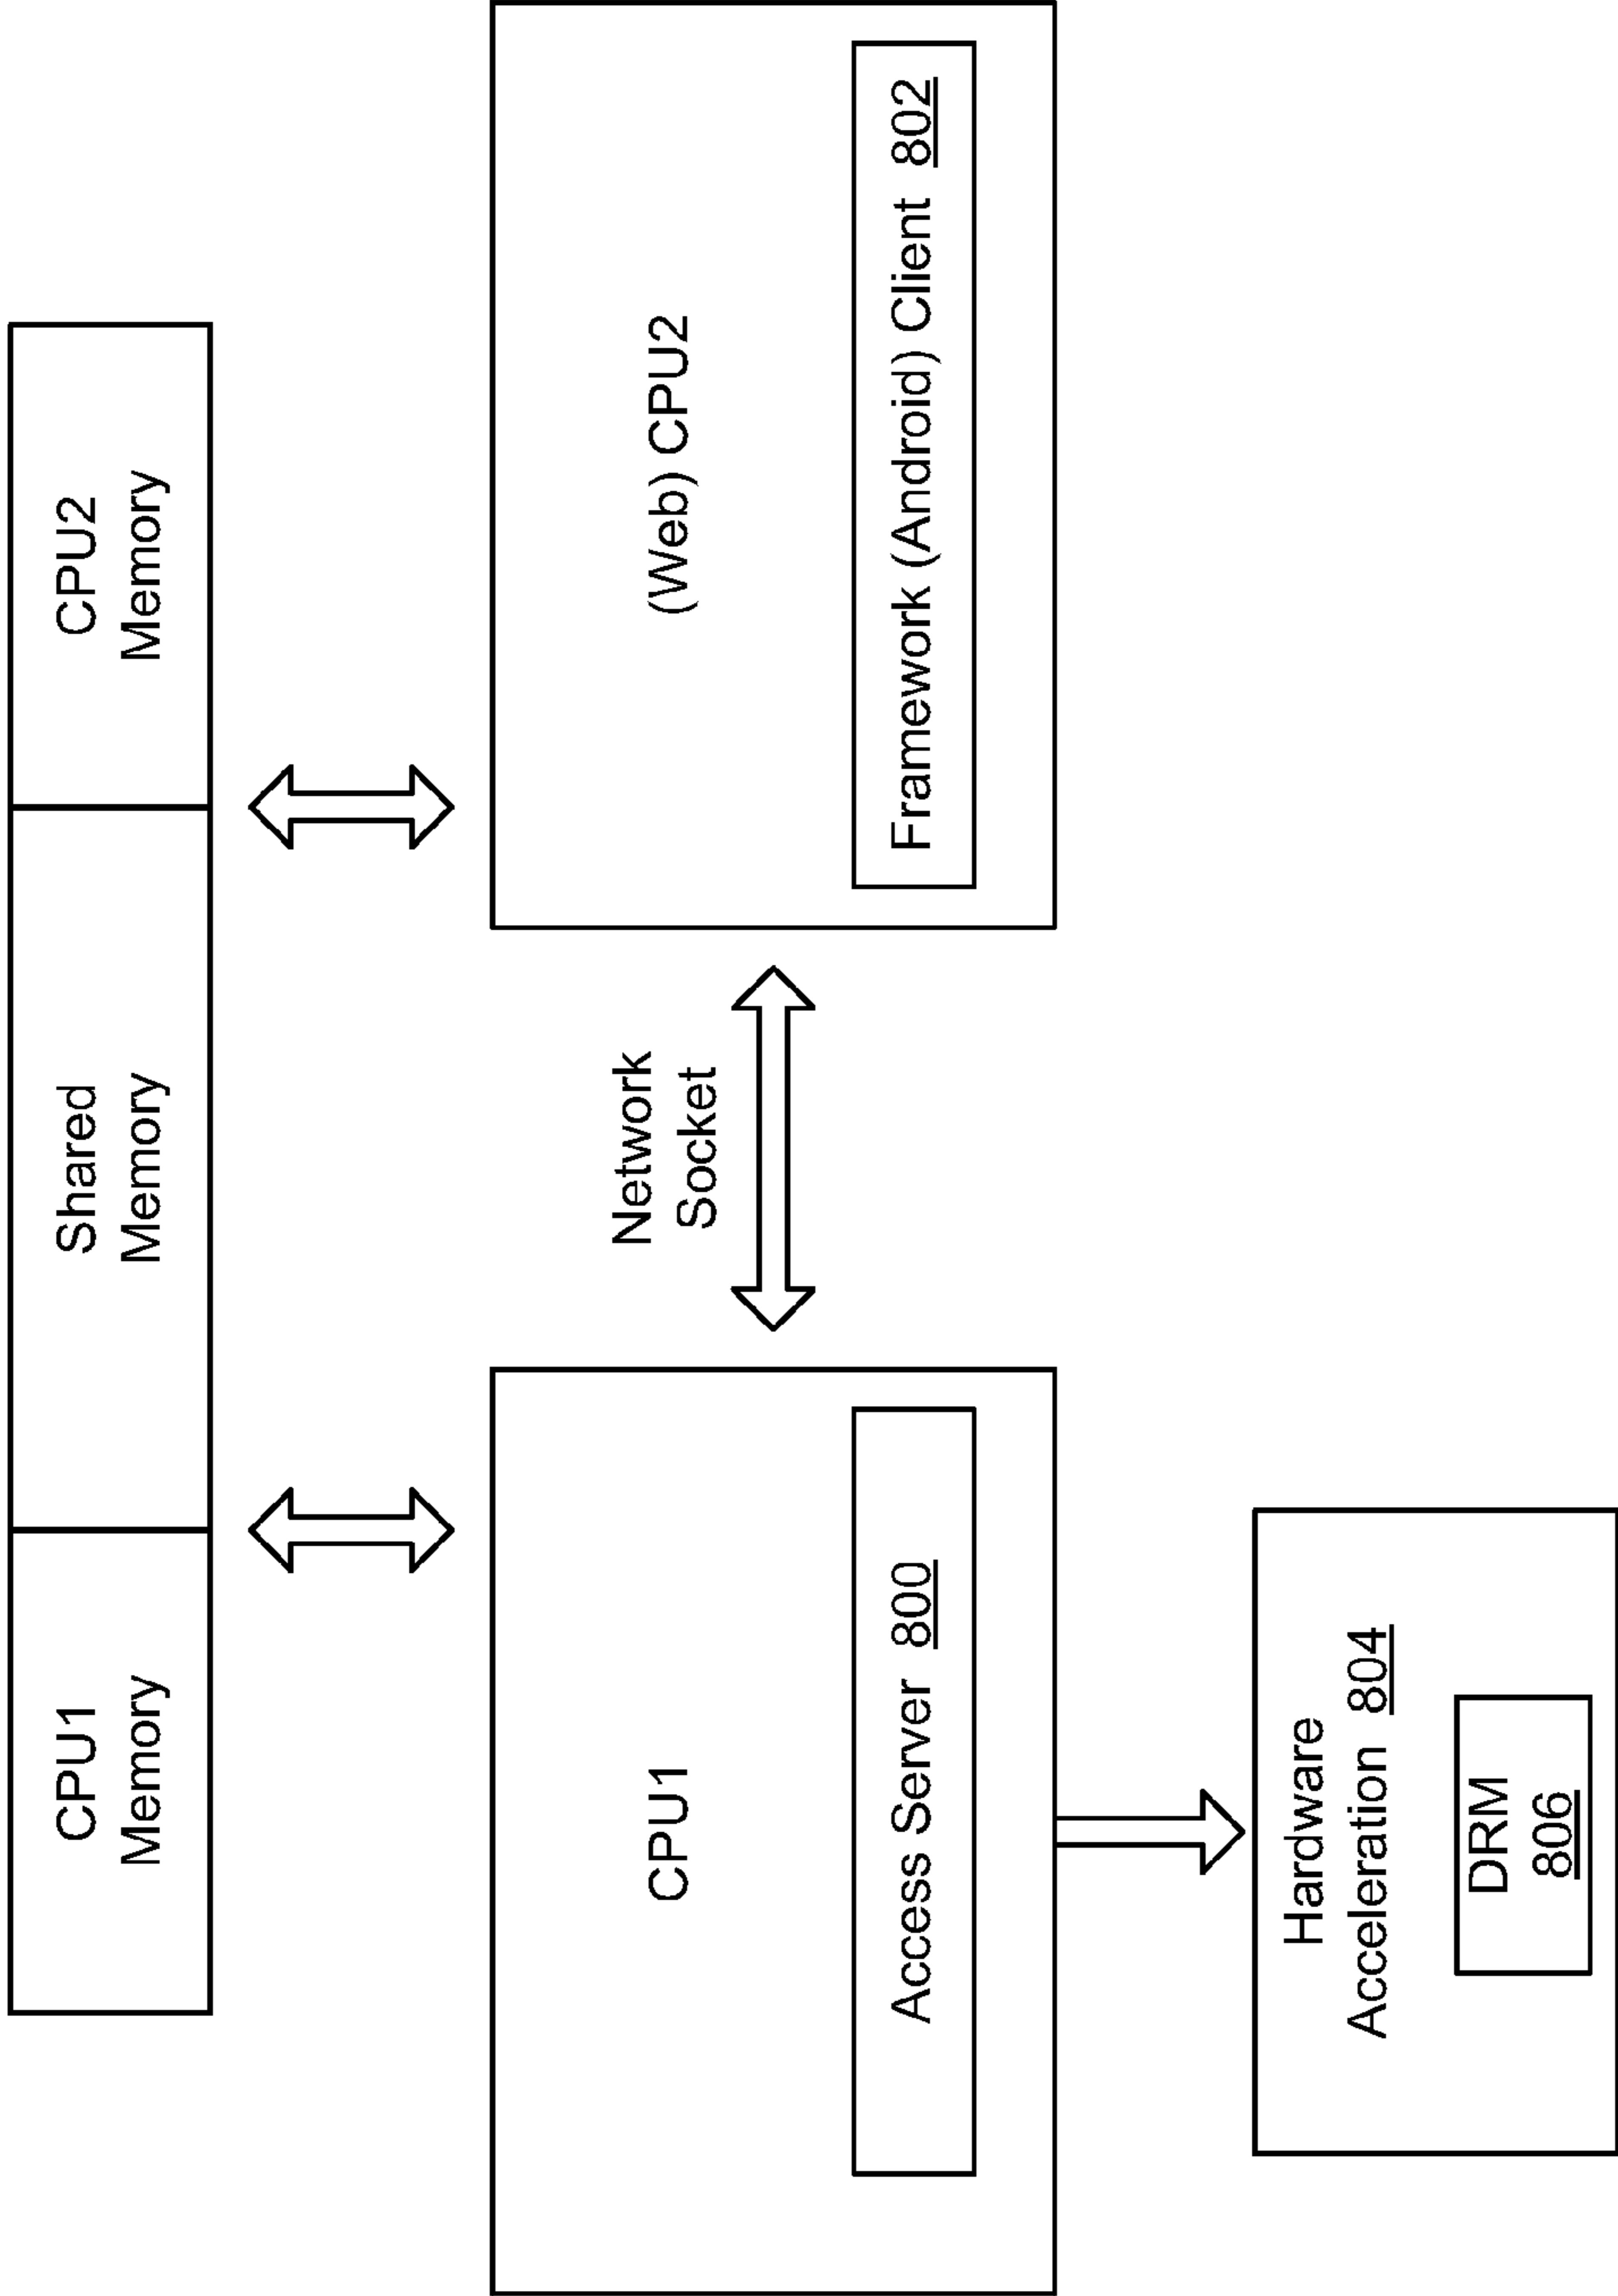 CPU1
Memory
Shared
Memory
CPU2
Memory
CPU1
Access Server 800
Network
Socket
(Web) CPU2
Framework (Android) Client 802
Hardware
Acceleration 804
DRM
806